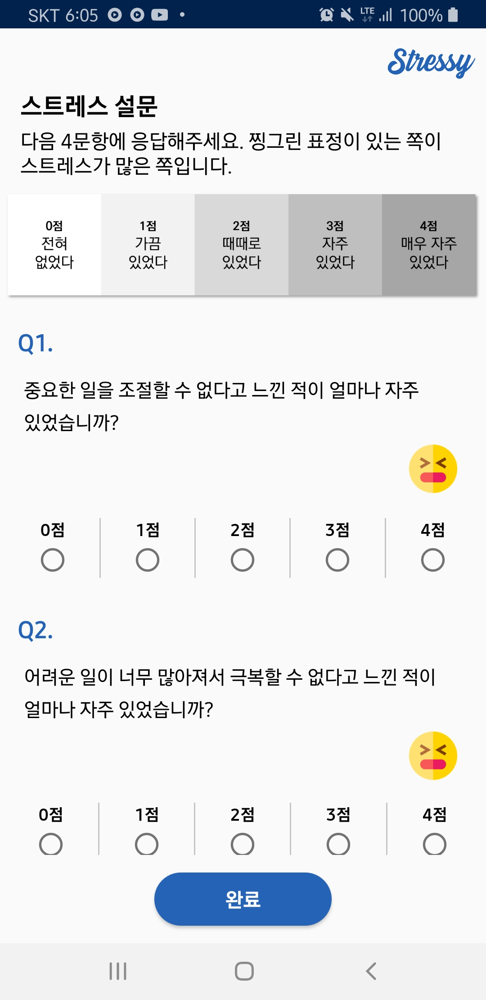 SKT 6:05
LTE
100%
Stressy
스트레스 설문
다음 4문항에 응답해주세요. 찡그린 표정이 있는 쪽이
스트레스가 많은 쪽입니다.
0점 1점 2점 3점 4점
전혀 가끔 때때로 자주 매우 자주
없었다 있었다 있었다 있었다 있었다
Q1.
중요한 일을 조절할 수 없다고 느낀 적이 얼마나 자주
있었습니까?
0점 1점 2점 3점 4점
Q2.
어려운 일이 너무 많아져서 극복할 수 없다고 느낀 적이
얼마나 자주 있었습니까?
0점 1점 2점 3점 4점
완료